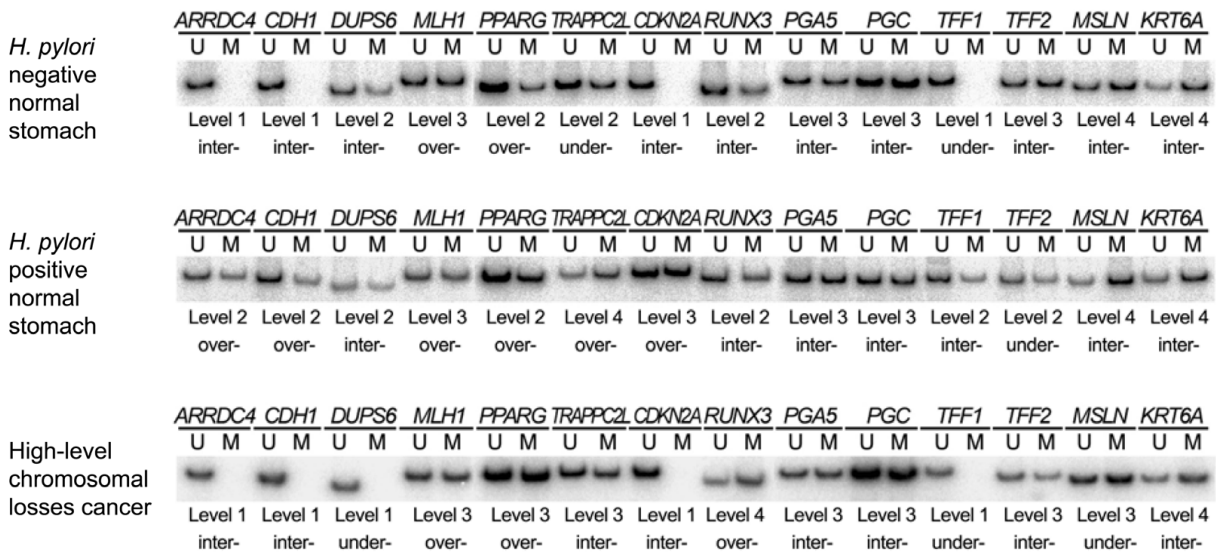 ARRDC4 CDH1 DUPS6 MLH1 PPARG TRAPPC2L CDKN2A RUNX3 PGA5 PGC TFF1 TFF2 MSLN KRT6A
H. pylori negative normal stomach
U M U M U M U M U M U M U M U M U M U M U M U M U M U M
Level 1 Level 1 Level 2 Level 3 Level 2 Level 2 Level 1 Level 2 Level 3 Level 3 Level 1 Level 3 Level 4 Level 4
inter- inter- inter- over- over- under- inter- inter- inter- inter- under- inter- inter- inter-
ARRDC4 CDH1 DUPS6 MLH1 PPARG TRAPPC2L CDKN2A RUNX3 PGA5 PGC TFF1 TFF2 MSLN KRT6A
H. pylori positive normal stomach
U M U M U M U M U M U M U M U M U M U M U M U M U M U M
Level 2 Level 2 Level 2 Level 3 Level 2 Level 4 Level 3 Level 2 Level 3 Level 3 Level 2 Level 2 Level 4 Level 4
over- over- inter- over- over- over- over- inter- inter- inter- inter- under- inter- inter-
ARRDC4 CDH1 DUPS6 MLH1 PPARG TRAPPC2L CDKN2A RUNX3 PGA5 PGC TFF1 TFF2 MSLN KRT6A
High-level chromosomal losses cancer
U M U M U M U M U M U M U M U M U M U M U M U M U M U M
Level 1 Level 1 Level 1 Level 3 Level 3 Level 3 Level 1 Level 4 Level 3 Level 3 Level 1 Level 3 Level 3 Level 4
inter- inter- under- over- over- inter- inter- over- inter- inter- under- inter- under- inter-